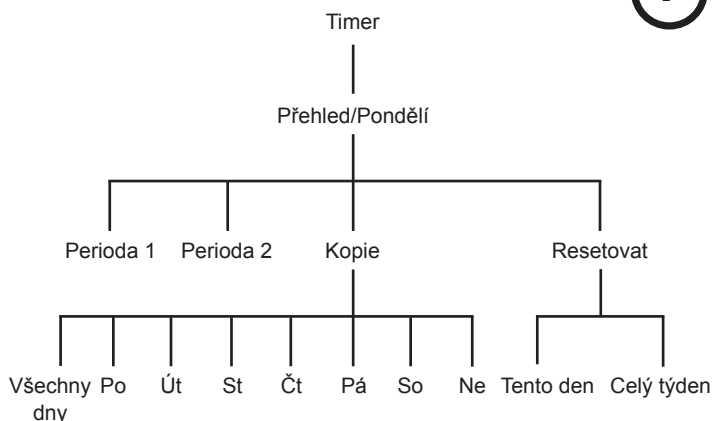 Timer
Přehled/Pondělí
Perioda 1 Perioda 2 Kopie Resetovat
Všechny Po Út St Čt Pá So Ne Tento den Celý týden
dny